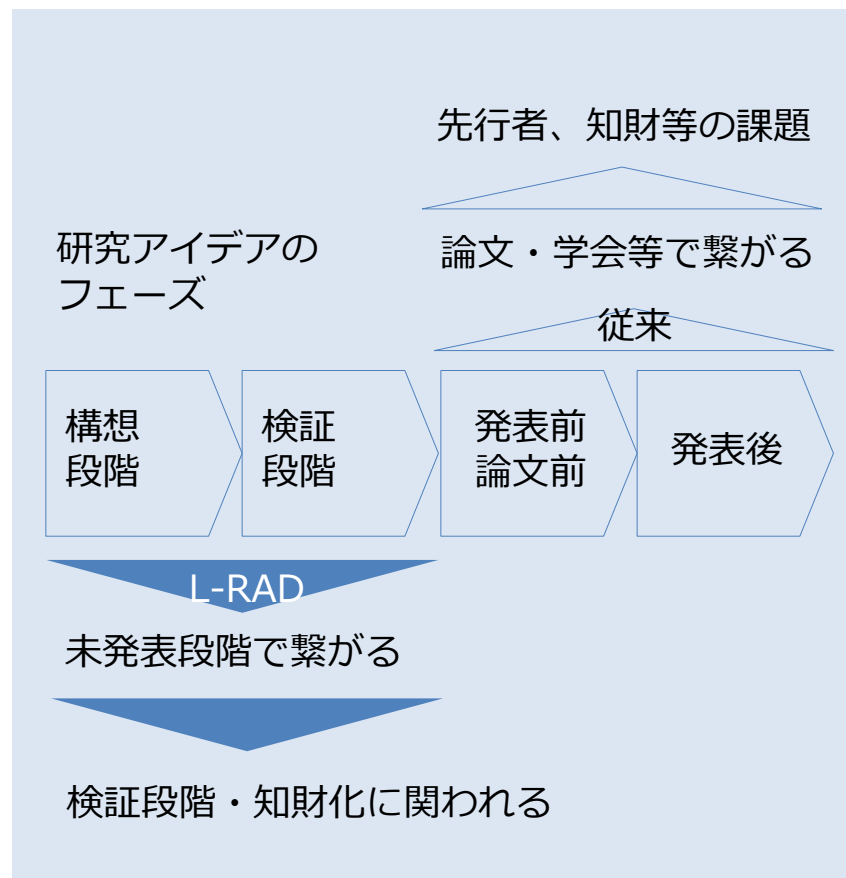 先行者、知財等の課題
研究アイデアの
フェーズ
論文・学会等で繋がる
従来
構想
段階
検証
段階
発表前
論文前
発表後
L-RAD
未発表段階で繋がる
検証段階・知財化に関われる